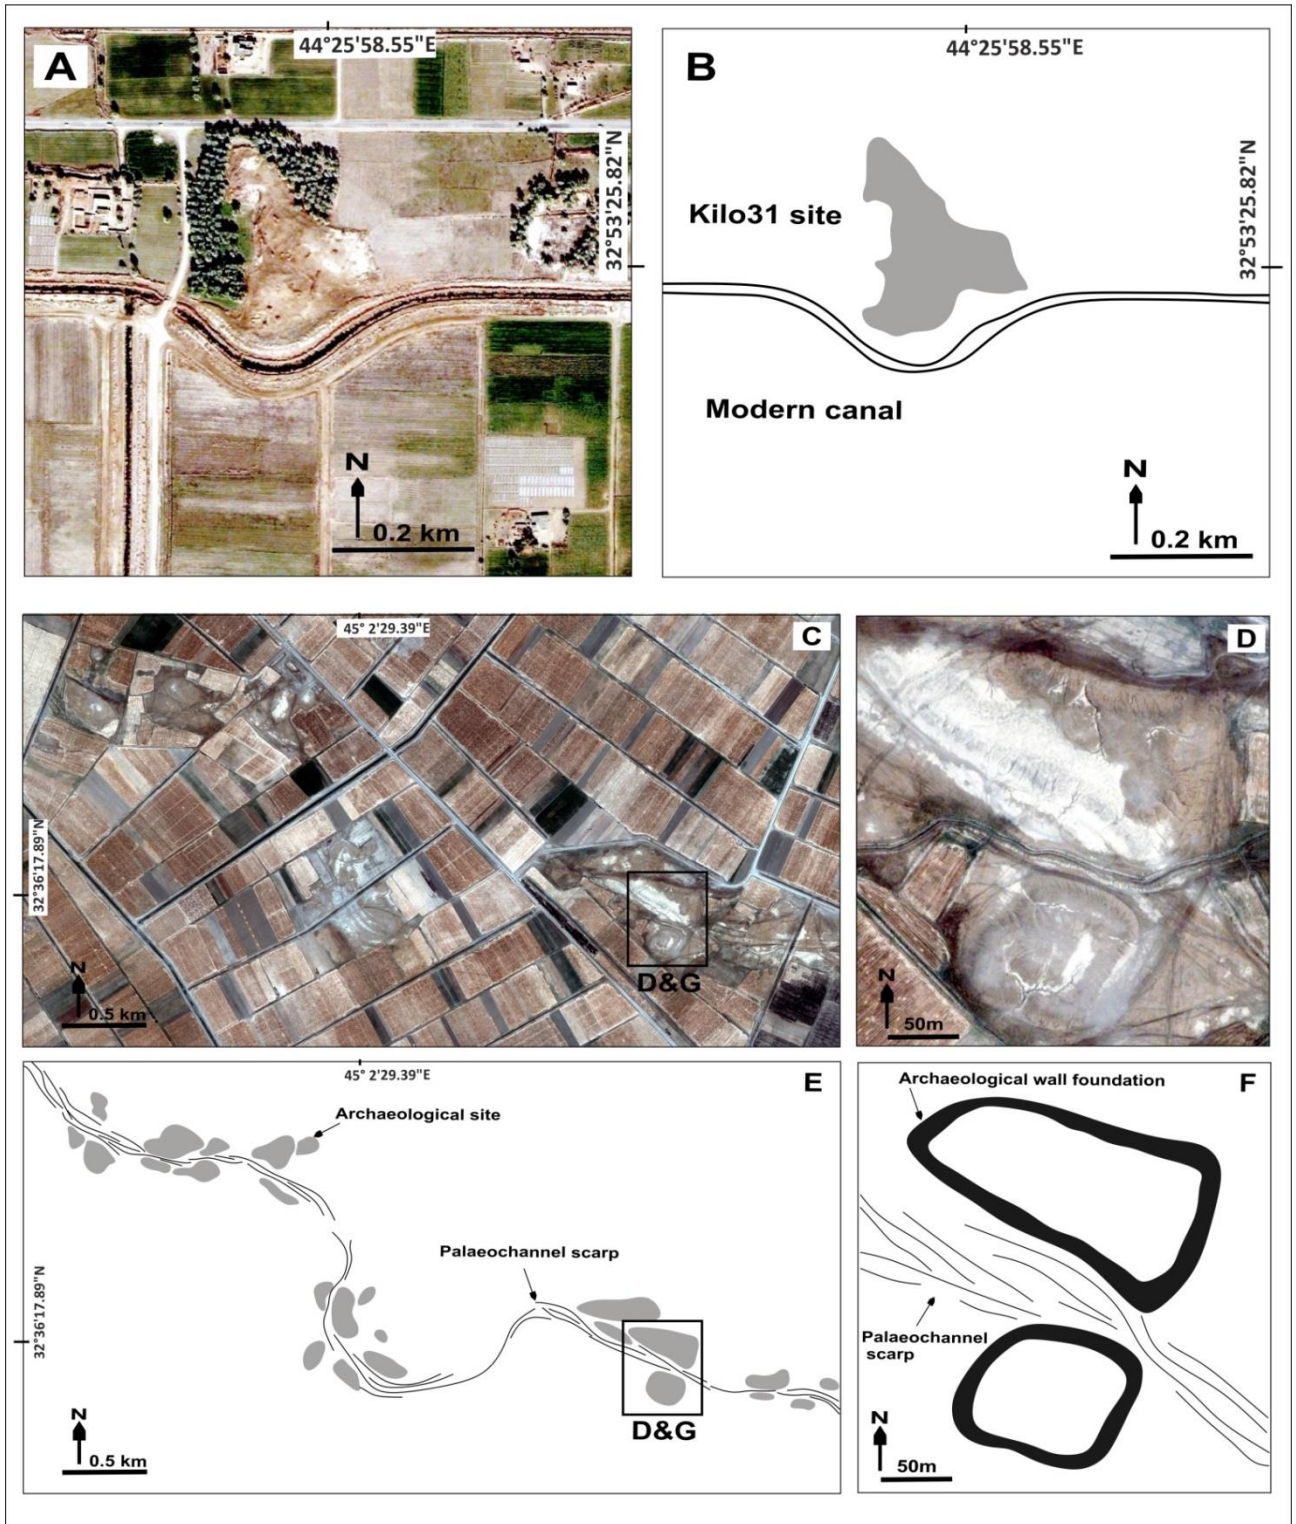 A
44°25'58.55"E
32°53'25.82"N
N
0.2 km
B
44°25'58.55"E
32°53'25.82"N
Kilo31 site
Modern canal
N
0.2 km
C
45° 2'29.39"E
32°36'17.89"N
N
0.5 km
D&G
D
N
50m
E
45° 2'29.39"E
32°36'17.89"N
Archaeological site
Palaeochannel scarp
D&G
N
0.5 km
F
Archaeological wall foundation
Palaeochannel
scarp
N
50m